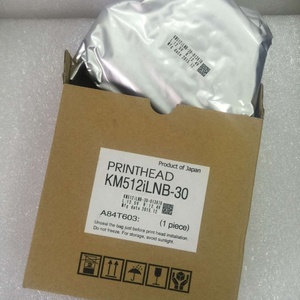 Product of Japan
PRINTHEAD
KM512iLNB-30
A84T603:
(1 piece)
Unseal the bag just before print head installation.
Do not freeze. For storage, avoid sunlight.